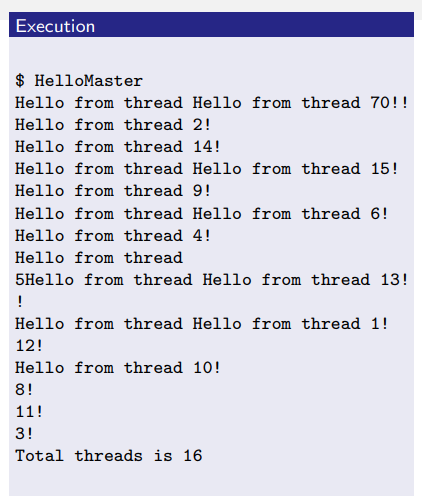 Execution
$ HelloMaster
Hello from thread Hello from thread 70!!
Hello from thread 2!
Hello from thread 14!
Hello from thread Hello from thread 15!
Hello from thread 9!
Hello from thread Hello from thread 6!
Hello from thread 4!
Hello from thread
5Hello from thread Hello from thread 13!
!
Hello from thread Hello from thread 1!
12!
Hello from thread 10!
8!
11!
3!
Total threads is 16